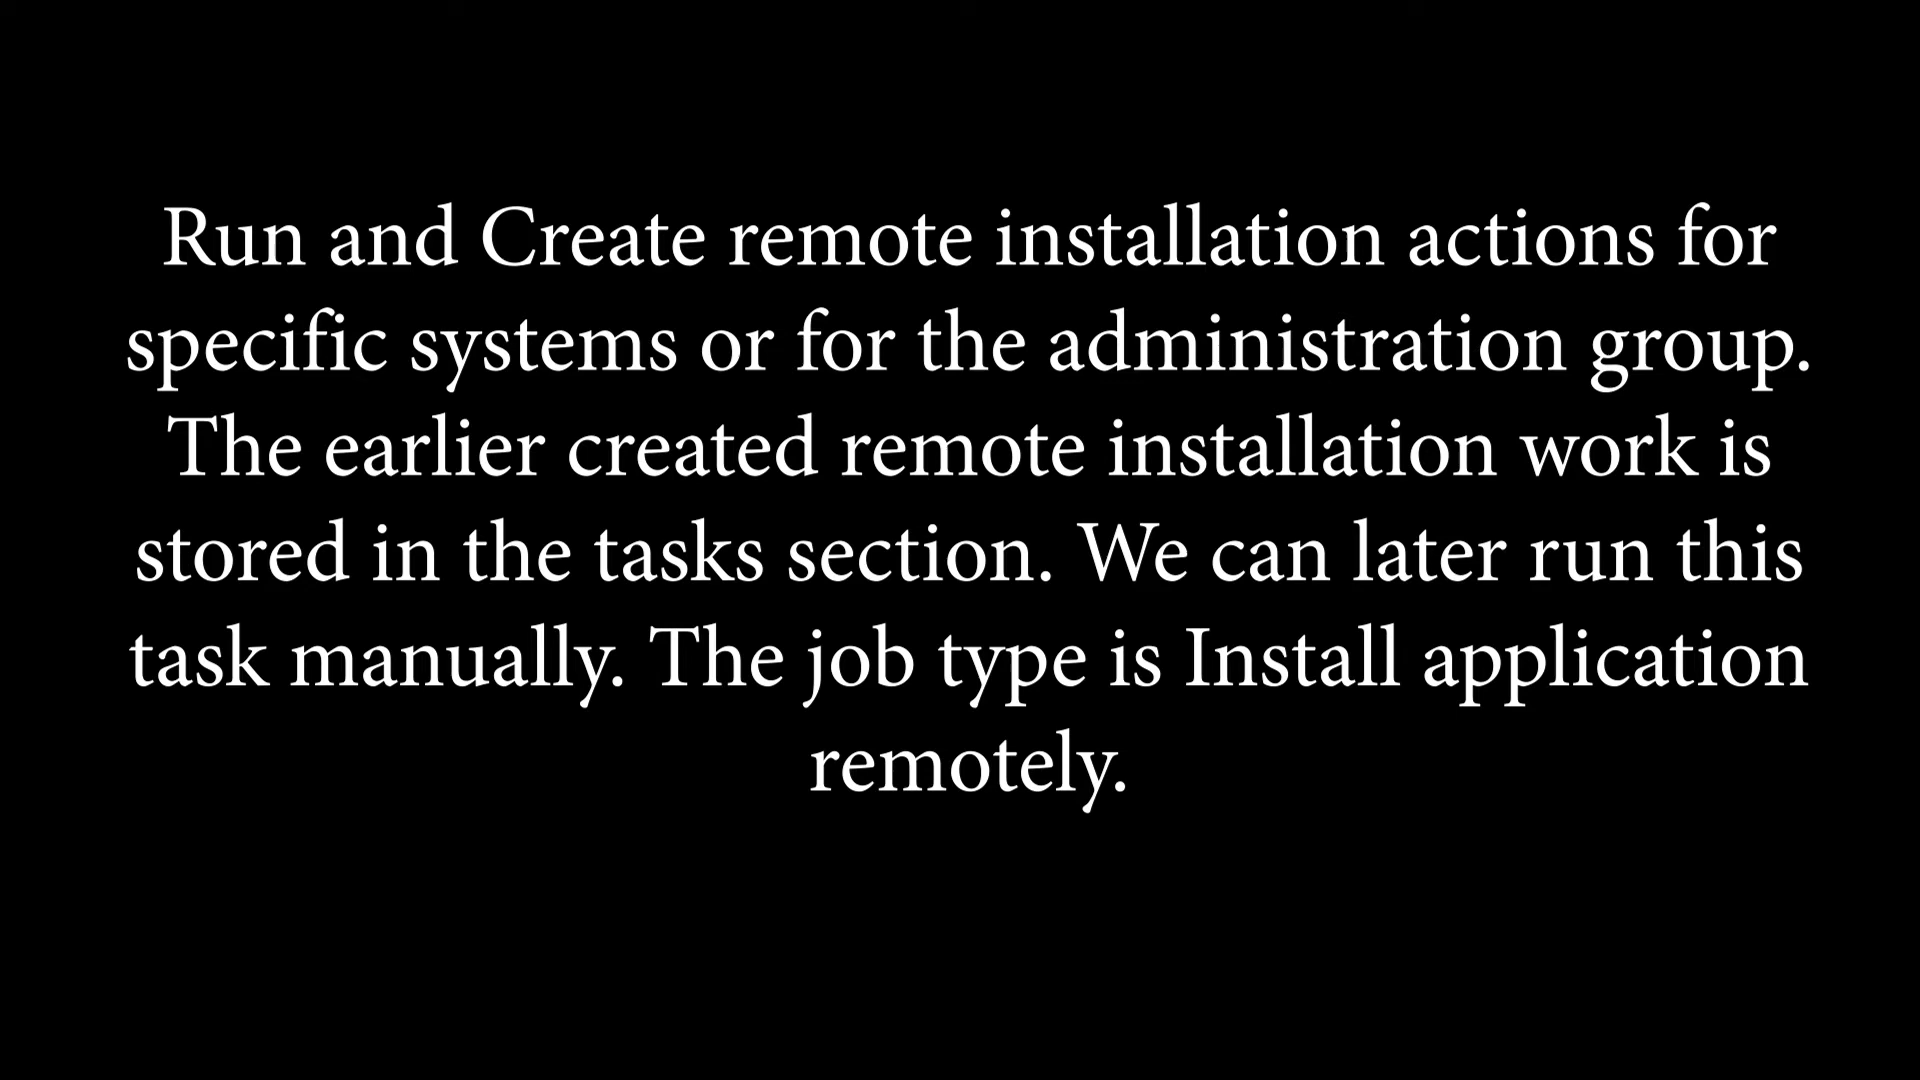 Run and Create remote installation actions for
specific systems or for the administration group.
The earlier created remote installation work is
stored in the tasks section. We can later run this
task manually. The job type is Install application
remotely.